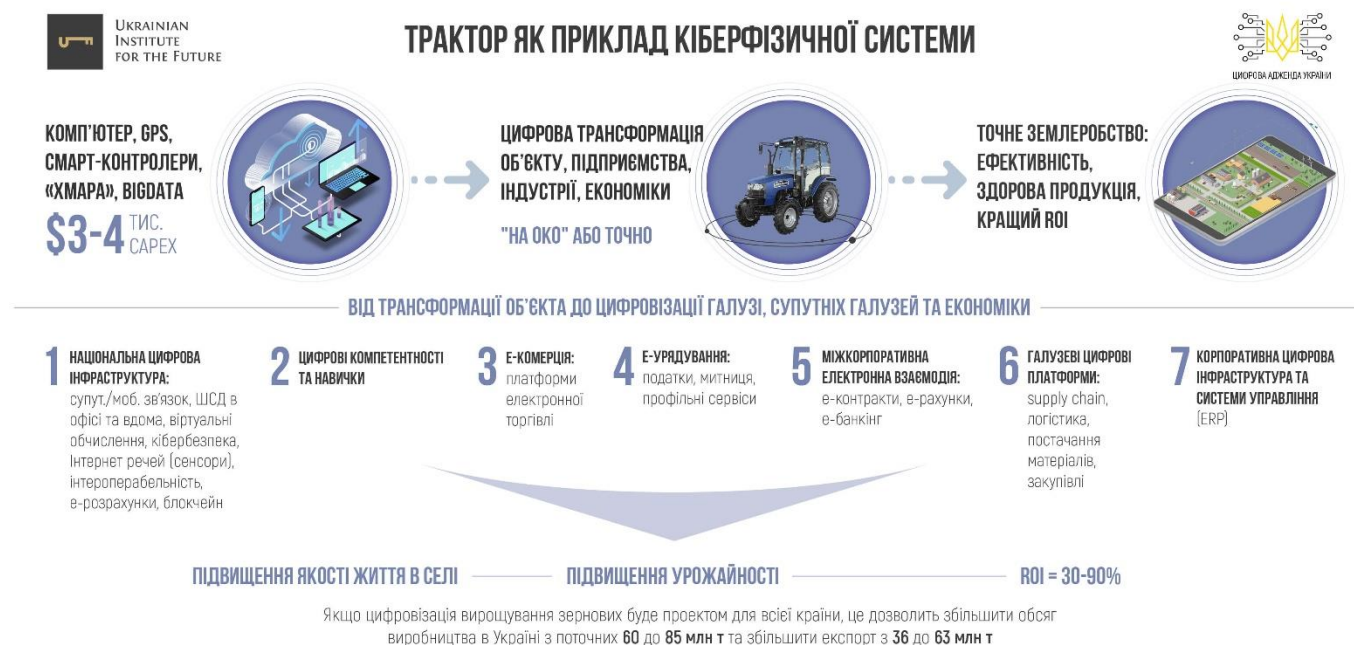 UKRAINIAN
INSTITUTE
FOR THE FUTURE
ТРАКТОР ЯК ПРИКЛАД КІБЕРФІЗИЧНОЇ СИСТЕМИ
ЦИФРОВА АДЖЕНДА УКРАЇНИ
КОМП'ЮТЕР, GPS,
СМАРТ-КОНТРОЛЕРИ,
«ХМАРА», BIGDATA
$3-4 ТИС.
CAPEX
ЦИФРОВА ТРАНСФОРМАЦІЯ
ОБ'ЄКТУ, ПІДПРИЄМСТВА,
ІНДУСТРІЇ, ЕКОНОМІКИ
"НА ОКО" АБО ТОЧНО
ТОЧНЕ ЗЕМЛЕРОБСТВО:
ЕФЕКТИВНІСТЬ,
ЗДОРОВА ПРОДУКЦІЯ,
КРАЩИЙ ROI
ВІД ТРАНСФОРМАЦІЇ ОБ'ЄКТА ДО ЦИФРОВІЗАЦІЇ ГАЛУЗІ, СУПУТНІХ ГАЛУЗЕЙ ТА ЕКОНОМІКИ
1 НАЦІОНАЛЬНА ЦИФРОВА
ІНФРАСТРУКТУРА:
супут./моб. зв'язок, ШСД в
офісі та вдома, віртуальні
обчислення, кібербезпека,
Інтернет речей (сенсори),
інтероперабельність,
е-розрахунки, блокчейн
2 ЦИФРОВІ КОМПЕТЕНТНОСТІ
ТА НАВИЧКИ
3 Е-КОМЕРЦІЯ:
платформи
електронної
торгівлі
4 Е-УРЯДУВАННЯ:
податки, митниця,
профільні сервіси
5 МІЖКОРПОРАТИВНА
ЕЛЕКТРОННА ВЗАЄМОДІЯ:
е-контракти, е-рахунки,
е-банкінг
6 ГАЛУЗЕВІ ЦИФРОВІ
ПЛАТФОРМИ:
supply chain,
логістика,
постачання
матеріалів,
закупівлі
7 КОРПОРАТИВНА ЦИФРОВА
ІНФРАСТРУКТУРА ТА
СИСТЕМИ УПРАВЛІННЯ
(ERP)
ПІДВИЩЕННЯ ЯКОСТІ ЖИТТЯ В СЕЛІ
ПІДВИЩЕННЯ УРОЖАЙНОСТІ
ROI = 30-90%
Якщо цифровізація вирощування зернових буде проектом для всієї країни, це дозволить збільшити обсяг
виробництва в Україні з поточних 60 до 85 млн т та збільшити експорт з 36 до 63 млн т